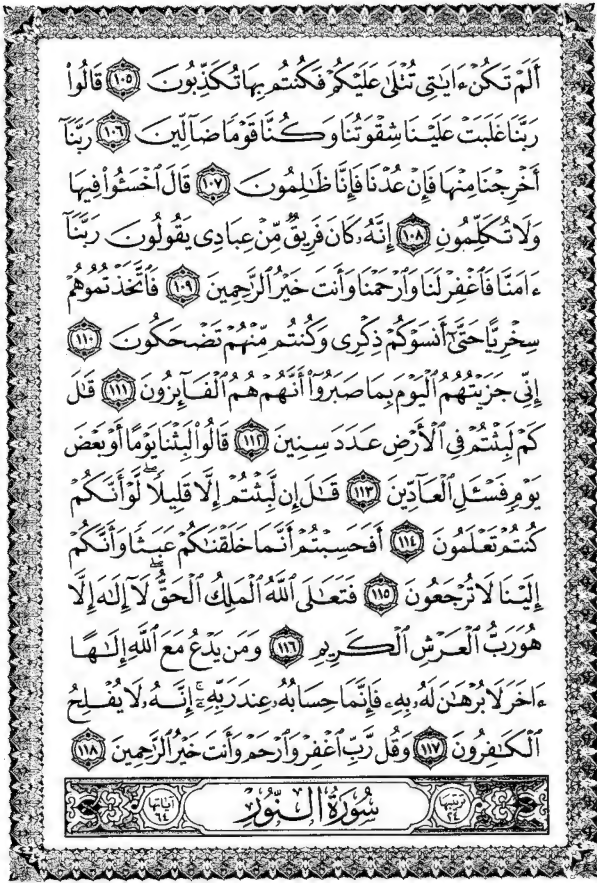 أَلَمْ تَكُنْ ءَايَٰتِى تُتْلَىٰ عَلَيْكُمْ فَكُنتُم بِهَا تُكَذِّبُونَ ١٠٥ قَالُوا۟
رَبَّنَا غَلَبَتْ عَلَيْنَا شِقْوَتُنَا وَكُنَّا قَوْمًا ضَآلِّينَ ١٠٦ رَبَّنَآ
أَخْرِجْنَا مِنْهَا فَإِنْ عُدْنَا فَإِنَّا ظَٰلِمُونَ ١٠٧ قَالَ ٱخْسَـُٔوا۟ فِيهَا
وَلَا تُكَلِّمُونِ ١٠٨ إِنَّهُۥ كَانَ فَرِيقٌ مِّنْ عِبَادِى يَقُولُونَ رَبَّنَآ
ءَامَنَّا فَٱغْفِرْ لَنَا وَٱرْحَمْنَا وَأَنتَ خَيْرُ ٱلرَّٰحِمِينَ ١٠٩ فَٱتَّخَذْتُمُوهُمْ
سِخْرِيًّا حَتَّىٰٓ أَنسَوْكُمْ ذِكْرِى وَكُنتُم مِّنْهُمْ تَضْحَكُونَ ١١٠
إِنِّى جَزَيْتُهُمُ ٱلْيَوْمَ بِمَا صَبَرُوٓا۟ أَنَّهُمْ هُمُ ٱلْفَآئِزُونَ ١١١ قَٰلَ
كَمْ لَبِثْتُمْ فِى ٱلْأَرْضِ عَدَدَ سِنِينَ ١١٢ قَالُوا۟ لَبِثْنَا يَوْمًا أَوْ بَعْضَ
يَوْمٍ فَسْـَٔلِ ٱلْعَآدِّينَ ١١٣ قَٰلَ إِن لَّبِثْتُمْ إِلَّا قَلِيلًا ۖ لَّوْ أَنَّكُمْ
كُنتُمْ تَعْلَمُونَ ١١٤ أَفَحَسِبْتُمْ أَنَّمَا خَلَقْنَٰكُمْ عَبَثًا وَأَنَّكُمْ
إِلَيْنَا لَا تُرْجَعُونَ ١١٥ فَتَعَٰلَى ٱللَّهُ ٱلْمَلِكُ ٱلْحَقُّ ۖ لَآ إِلَٰهَ إِلَّا
هُوَ رَبُّ ٱلْعَرْشِ ٱلْكَرِيمِ ١١٦ وَمَن يَدْعُ مَعَ ٱللَّهِ إِلَٰهًا
ءَاخَرَ لَا بُرْهَٰنَ لَهُۥ بِهِۦ فَإِنَّمَا حِسَابُهُۥ عِندَ رَبِّهِۦٓ ۚ إِنَّهُۥ لَا يُفْلِحُ
ٱلْكَٰفِرُونَ ١١٧ وَقُل رَّبِّ ٱغْفِرْ وَٱرْحَمْ وَأَنتَ خَيْرُ ٱلرَّٰحِمِينَ ١١٨
ترتيبها ٢٤ سُورَةُ النُّورِ آياتها ٦٤